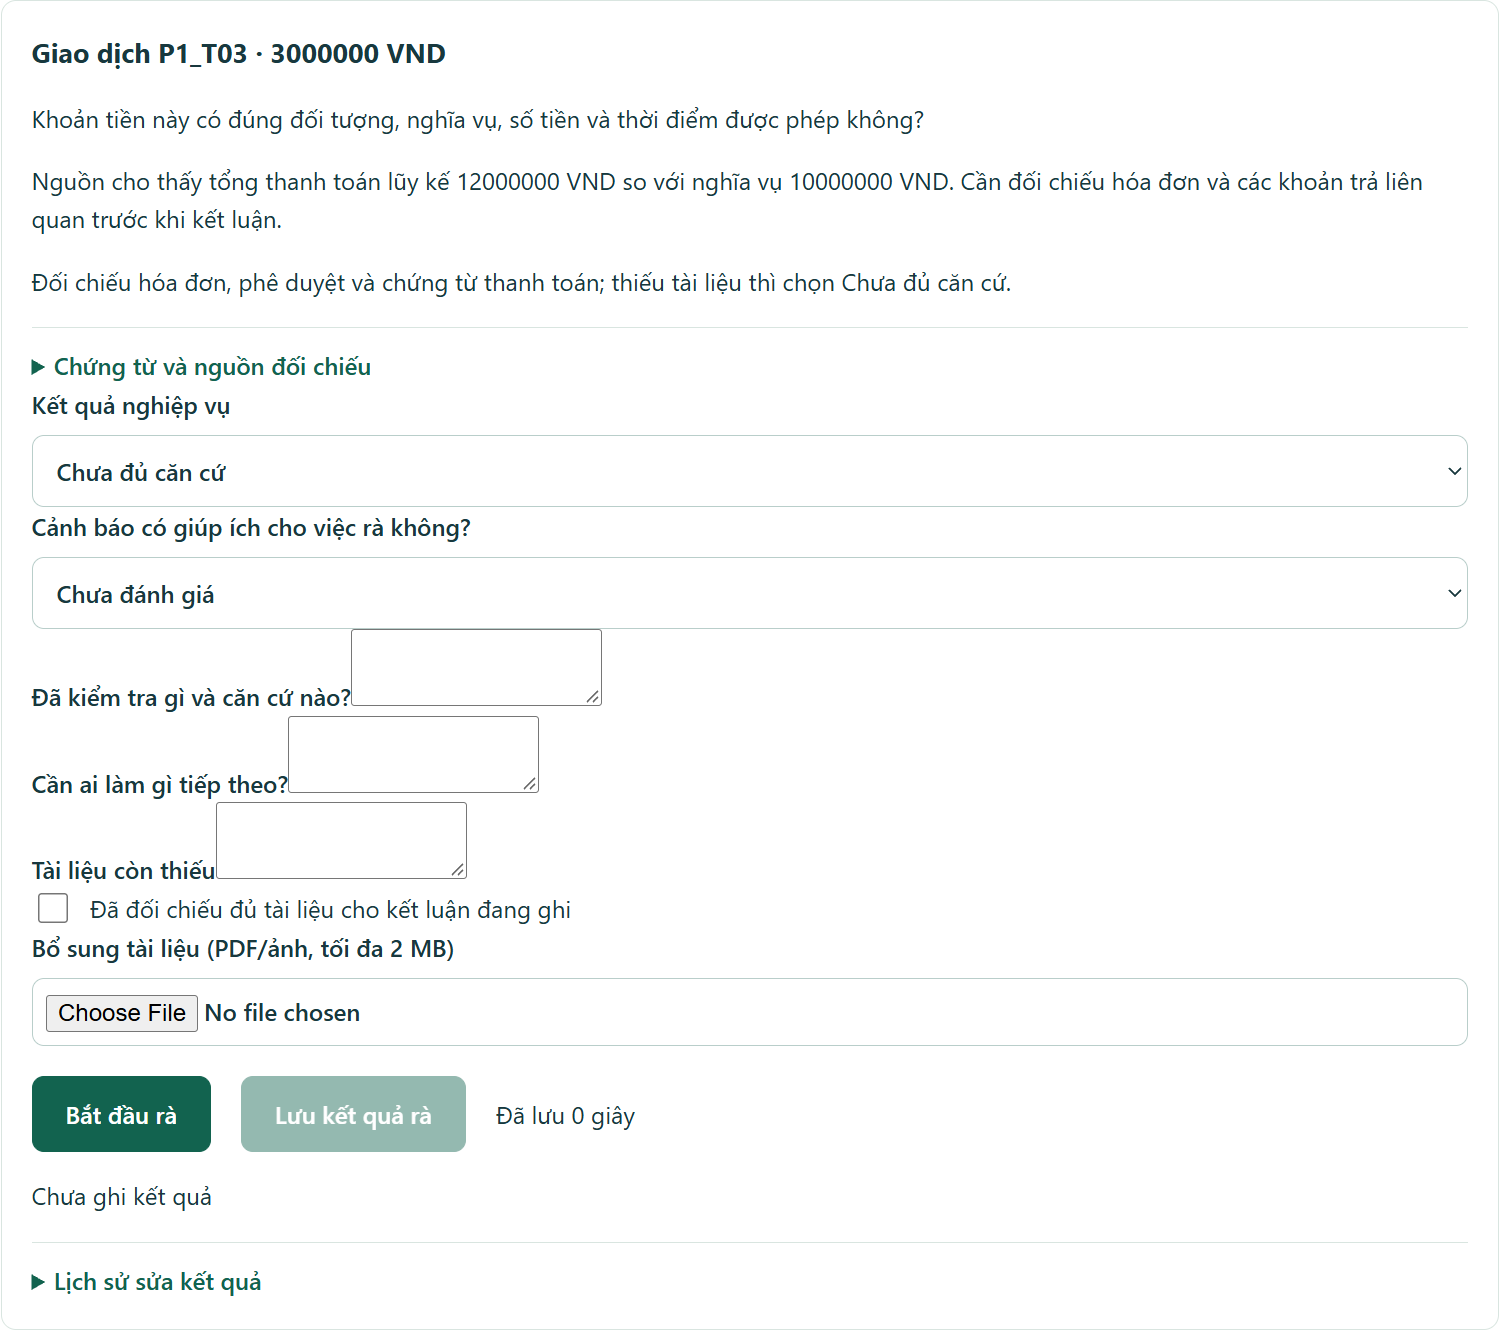 Giao dịch P1_T03 · 3000000 VND
Khoản tiền này có đúng đối tượng, nghĩa vụ, số tiền và thời điểm được phép không?
Nguồn cho thấy tổng thanh toán lũy kế 12000000 VND so với nghĩa vụ 10000000 VND. Cần đối chiếu hóa đơn và các khoản trả liên
quan trước khi kết luận.
Đối chiếu hóa đơn, phê duyệt và chứng từ thanh toán; thiếu tài liệu thì chọn Chưa đủ căn cứ.
Chứng từ và nguồn đối chiếu
Kết quả nghiệp vụ
Chưa đủ căn cứ
Cảnh báo có giúp ích cho việc rà không?
Chưa đánh giá
Đã kiểm tra gì và căn cứ nào?
Cần ai làm gì tiếp theo?
Tài liệu còn thiếu
Đã đối chiếu đủ tài liệu cho kết luận đang ghi
Bổ sung tài liệu (PDF/ảnh, tối đa 2 MB)
Choose File No file chosen
Bắt đầu rà Lưu kết quả rà Đã lưu 0 giây
Chưa ghi kết quả
Lịch sử sửa kết quả